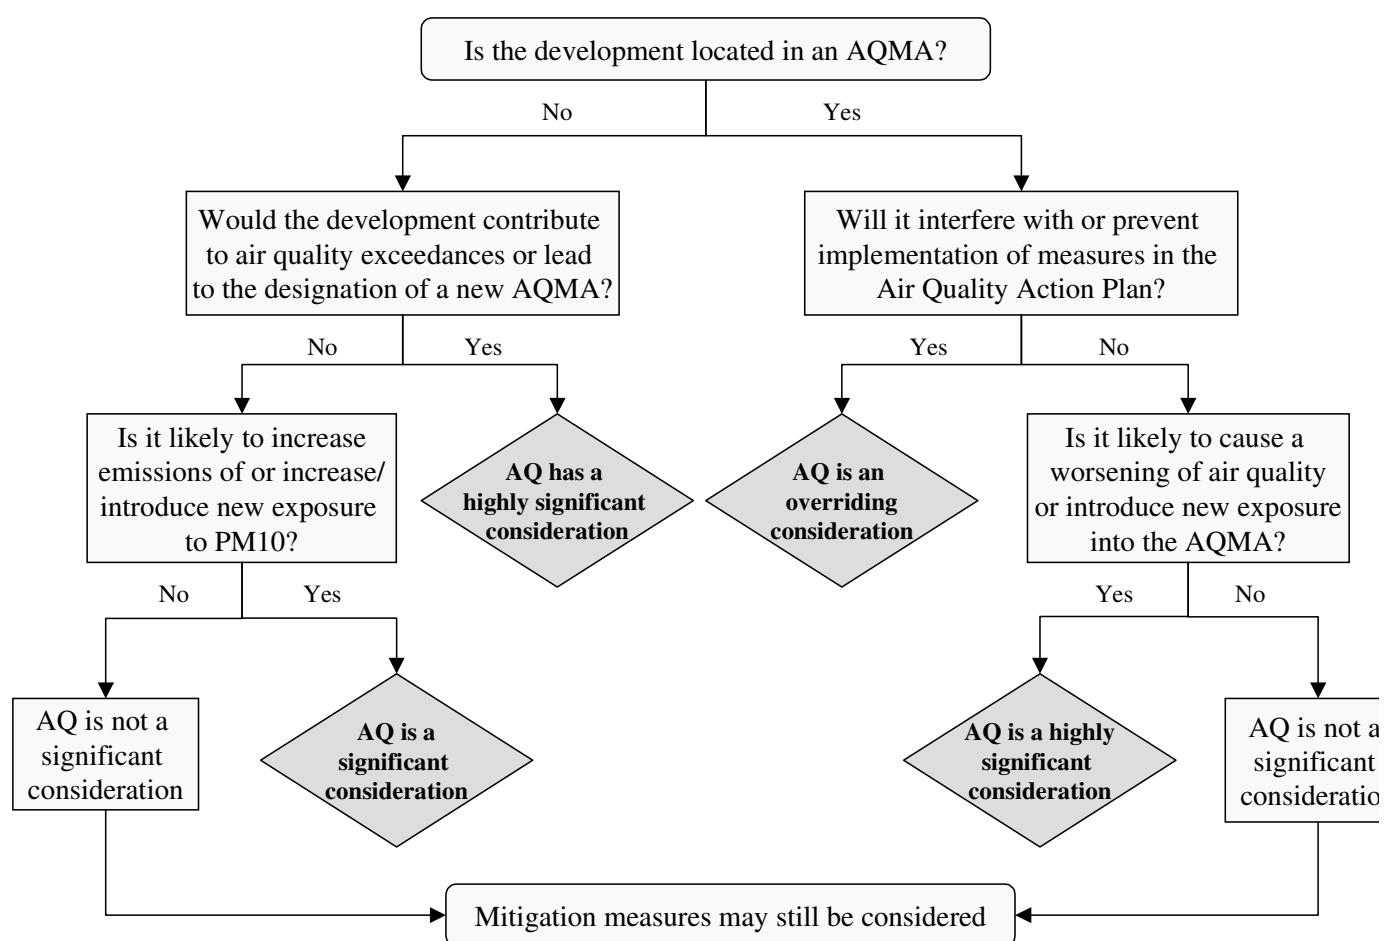 Is the development located in an AQMA?
No
Yes
Would the development contribute
to air quality exceedances or lead
to the designation of a new AQMA?
Will it interfere with or prevent
implementation of measures in the
Air Quality Action Plan?
No
Yes
Yes
No
Is it likely to increase
emissions of or increase/
introduce new exposure
to PM10?
AQ has a
highly significant
consideration
AQ is an
overriding
consideration
Is it likely to cause a
worsening of air quality
or introduce new exposure
into the AQMA?
No
Yes
Yes
No
AQ is not a
significant
consideration
AQ is a
significant
consideration
AQ is a highly
significant
consideration
AQ is not a
significant
consideratio
Mitigation measures may still be considered